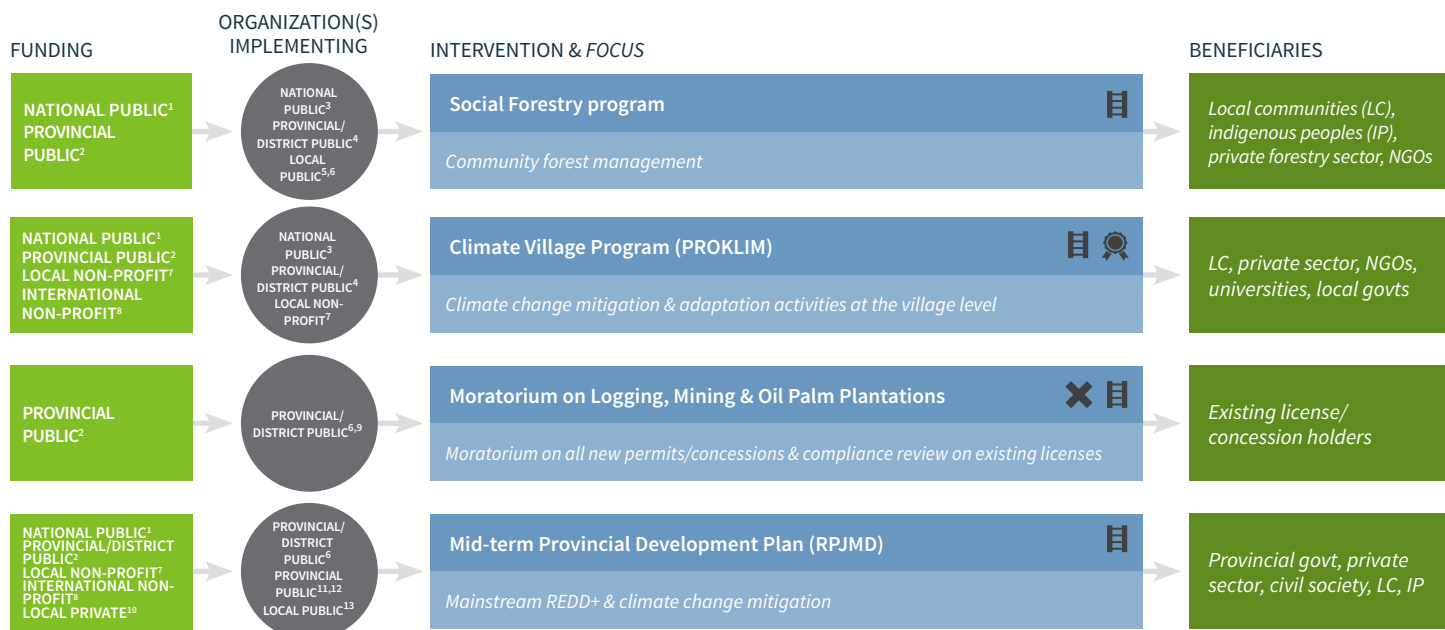 FUNDING
ORGANIZATION(S)
IMPLEMENTING
INTERVENTION & FOCUS
BENEFICIARIES
NATIONAL PUBLIC1
PROVINCIAL
PUBLIC2
NATIONAL
PUBLIC3
PROVINCIAL/
DISTRICT PUBLIC4
LOCAL
PUBLIC5,6
Social Forestry program
Community forest management
Local communities (LC),
indigenous peoples (IP),
private forestry sector, NGOs
NATIONAL PUBLIC1
PROVINCIAL PUBLIC2
LOCAL NON-PROFIT7
INTERNATIONAL
NON-PROFIT8
NATIONAL
PUBLIC3
PROVINCIAL/
DISTRICT PUBLIC4
LOCAL NON-
PROFIT7
Climate Village Program (PROKLIM)
Climate change mitigation & adaptation activities at the village level
LC, private sector, NGOs,
universities, local govts
PROVINCIAL
PUBLIC2
PROVINCIAL/
DISTRICT PUBLIC6,9
Moratorium on Logging, Mining & Oil Palm Plantations
Moratorium on all new permits/concessions & compliance review on existing licenses
Existing license/
concession holders
NATIONAL PUBLIC1
PROVINCIAL/DISTRICT
PUBLIC2
LOCAL NON-PROFIT7
INTERNATIONAL NON-
PROFIT8
LOCAL PRIVATE10
PROVINCIAL/
DISTRICT
PUBLIC6
PROVINCIAL
PUBLIC11,12
LOCAL PUBLIC13
Mid-term Provincial Development Plan (RPJMD)
Mainstream REDD+ & climate change mitigation
Provincial govt, private
sector, civil society, LC, IP